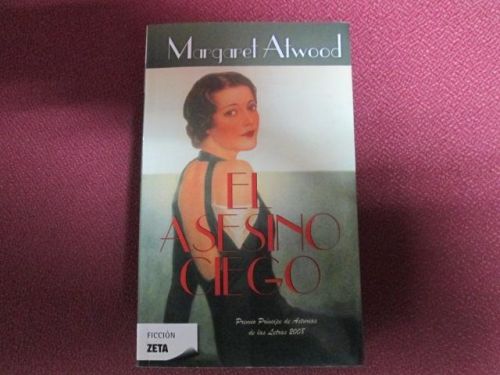 Margaret Atwood
EL
ASESINO
CIEGO
Premio Príncipe de Asturias
de las Letras 2008
FICCIÓN
ZETA